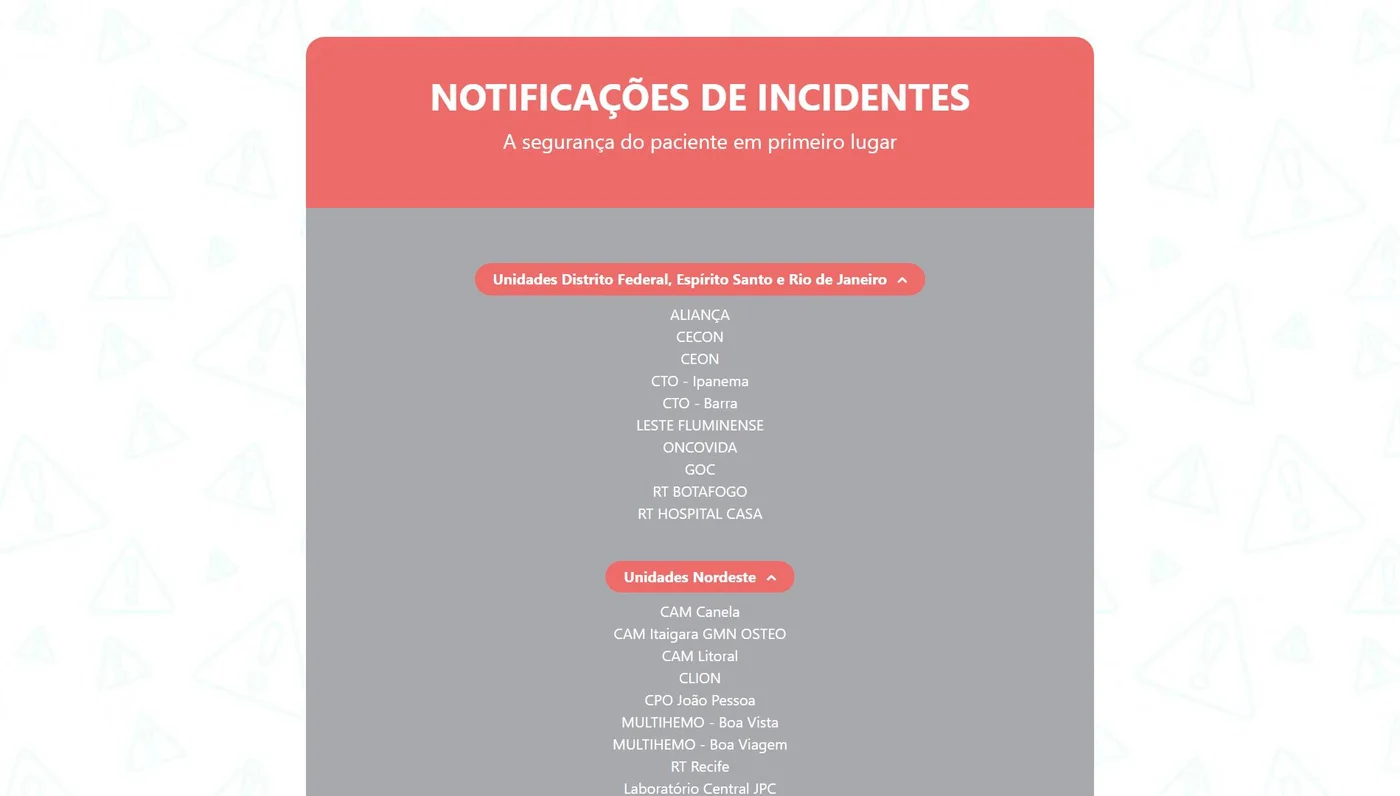 NOTIFICAÇÕES DE INCIDENTES
A segurança do paciente em primeiro lugar
Unidades Distrito Federal, Espírito Santo e Rio de Janeiro
ALIANÇA
CECON
CEON
CTO - Ipanema
CTO - Barra
LESTE FLUMINENSE
ONCOVIDA
GOC
RT BOTAFOGO
RT HOSPITAL CASA
Unidades Nordeste
CAM Canela
CAM Itaigara GMN OSTEO
CAM Litoral
CLION
CPO João Pessoa
MULTIHEMO - Boa Vista
MULTIHEMO - Boa Viagem
RT Recife
Laboratório Central JPC